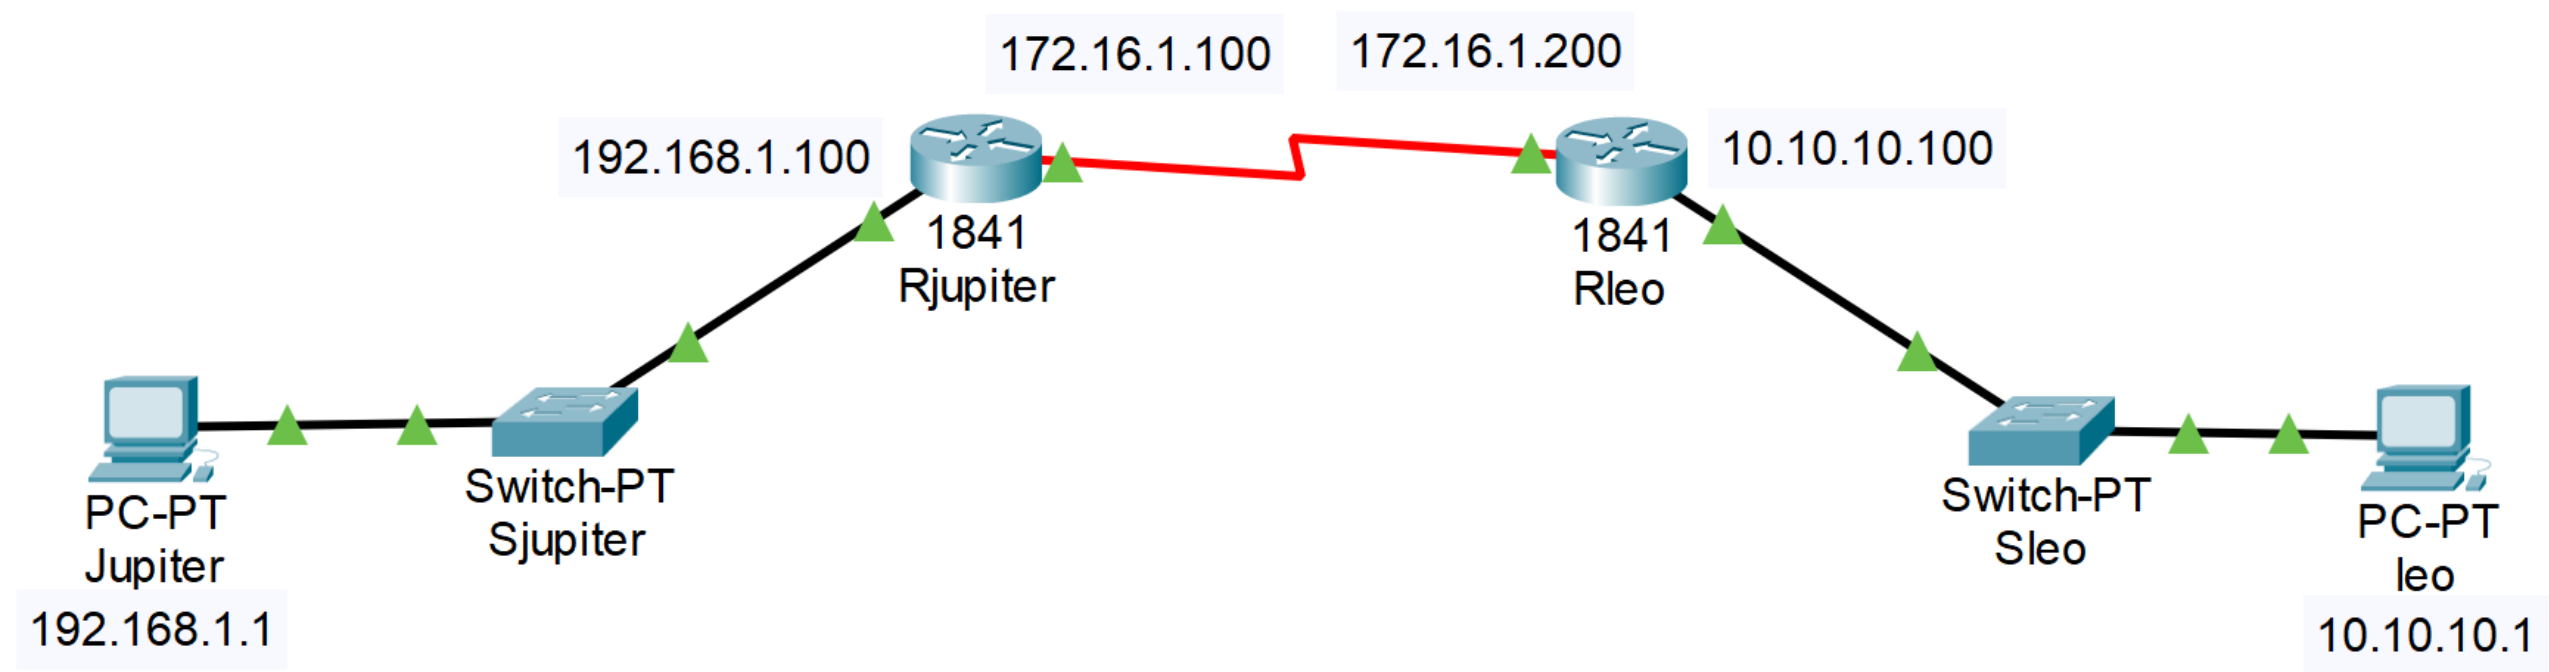 172.16.1.100
172.16.1.200
192.168.1.100
10.10.10.100
1841
Rjupiter
1841
Rleo
Switch-PT
Sjupiter
Switch-PT
Sleo
PC-PT
Jupiter
192.168.1.1
PC-PT
leo
10.10.10.1